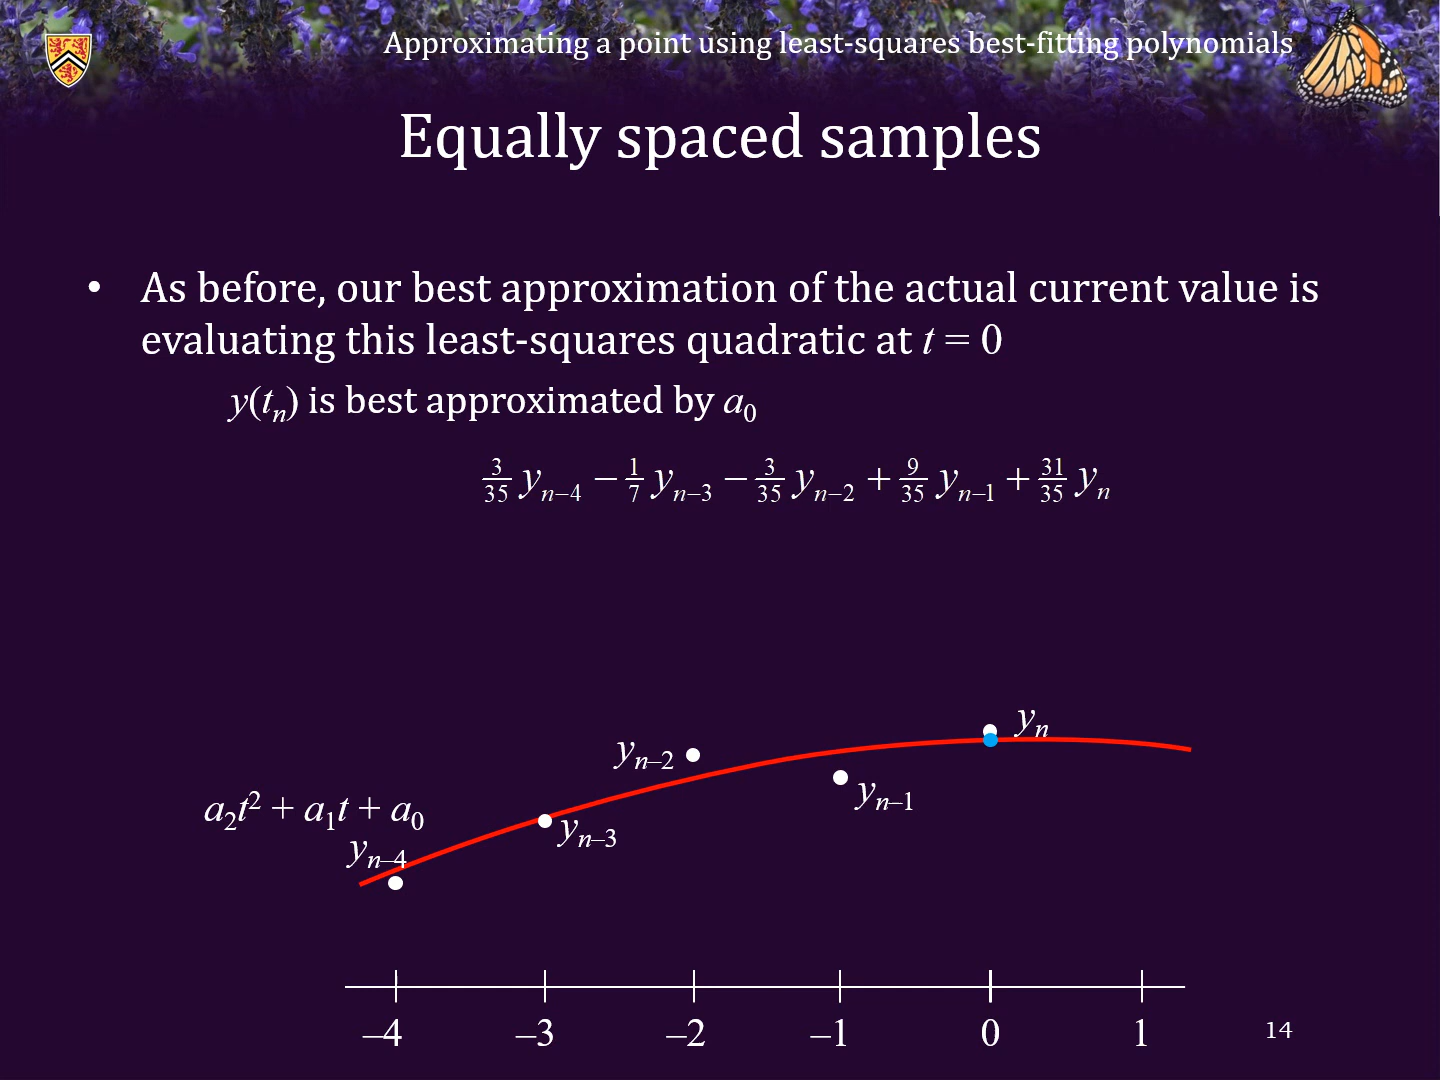 Approximating a point using least-squares best-fitting polynomials
Equally spaced samples
• As before, our best approximation of the actual current value is
evaluating this least-squares quadratic at t = 0
y(tₙ) is best approximated by a₀
3/35 yₙ₋₄ − 1/7 yₙ₋₃ − 3/35 yₙ₋₂ + 9/35 yₙ₋₁ + 31/35 yₙ
yₙ
yₙ₋₂
yₙ₋₁
a₂t² + a₁t + a₀
yₙ₋₃
yₙ₋₄
–4 –3 –2 –1 0 1
14